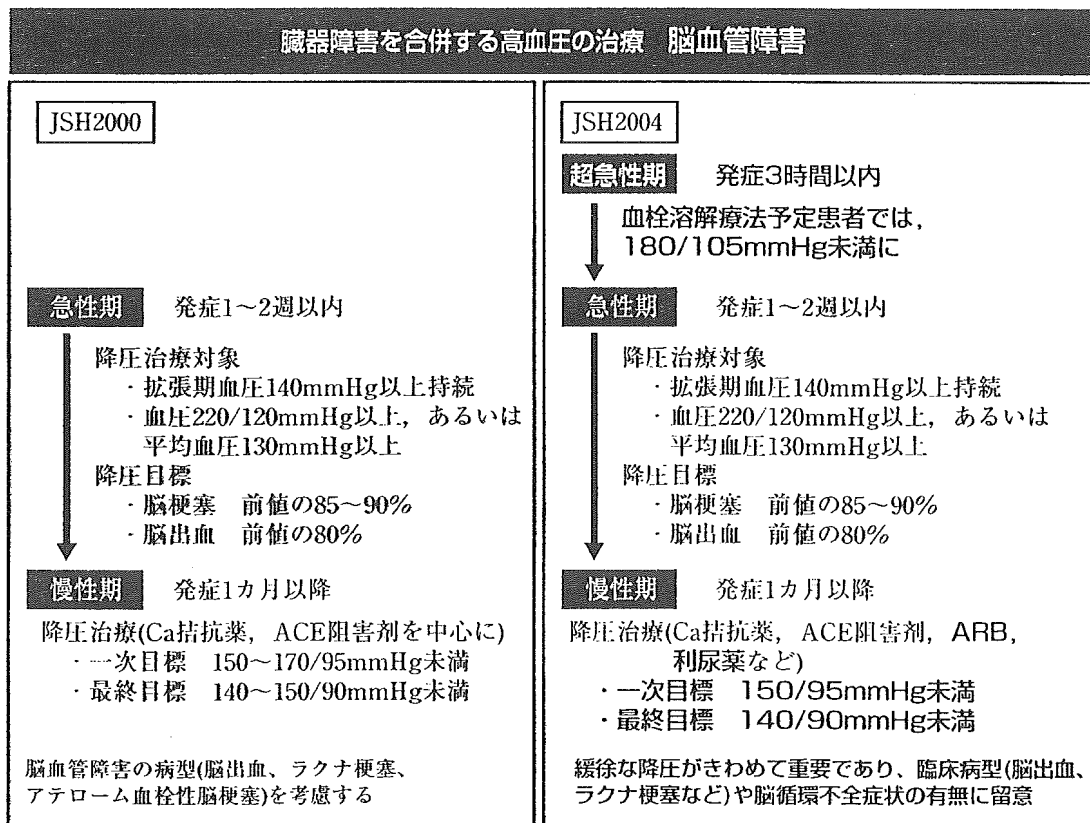 臓器障害を合併する高血圧の治療　脳血管障害
JSH2000
急性期　発症1～2週以内
降圧治療対象
・拡張期血圧140mmHg以上持続
・血圧220/120mmHg以上，あるいは
平均血圧130mmHg以上
降圧目標
・脳梗塞　前値の85～90%
・脳出血　前値の80%
慢性期　発症1カ月以降
降圧治療(Ca拮抗薬，ACE阻害剤を中心に)
・一次目標　150～170/95mmHg未満
・最終目標　140～150/90mmHg未満
脳血管障害の病型(脳出血、ラクナ梗塞、
アテローム血栓性脳梗塞)を考慮する
JSH2004
超急性期　発症3時間以内
血栓溶解療法予定患者では，
180/105mmHg未満に
急性期　発症1～2週以内
降圧治療対象
・拡張期血圧140mmHg以上持続
・血圧220/120mmHg以上，あるいは
平均血圧130mmHg以上
降圧目標
・脳梗塞　前値の85～90%
・脳出血　前値の80%
慢性期　発症1カ月以降
降圧治療(Ca拮抗薬，ACE阻害剤，ARB，
利尿薬など)
・一次目標　150/95mmHg未満
・最終目標　140/90mmHg未満
緩徐な降圧がきわめて重要であり、臨床病型(脳出血、
ラクナ梗塞など)や脳循環不全症状の有無に留意